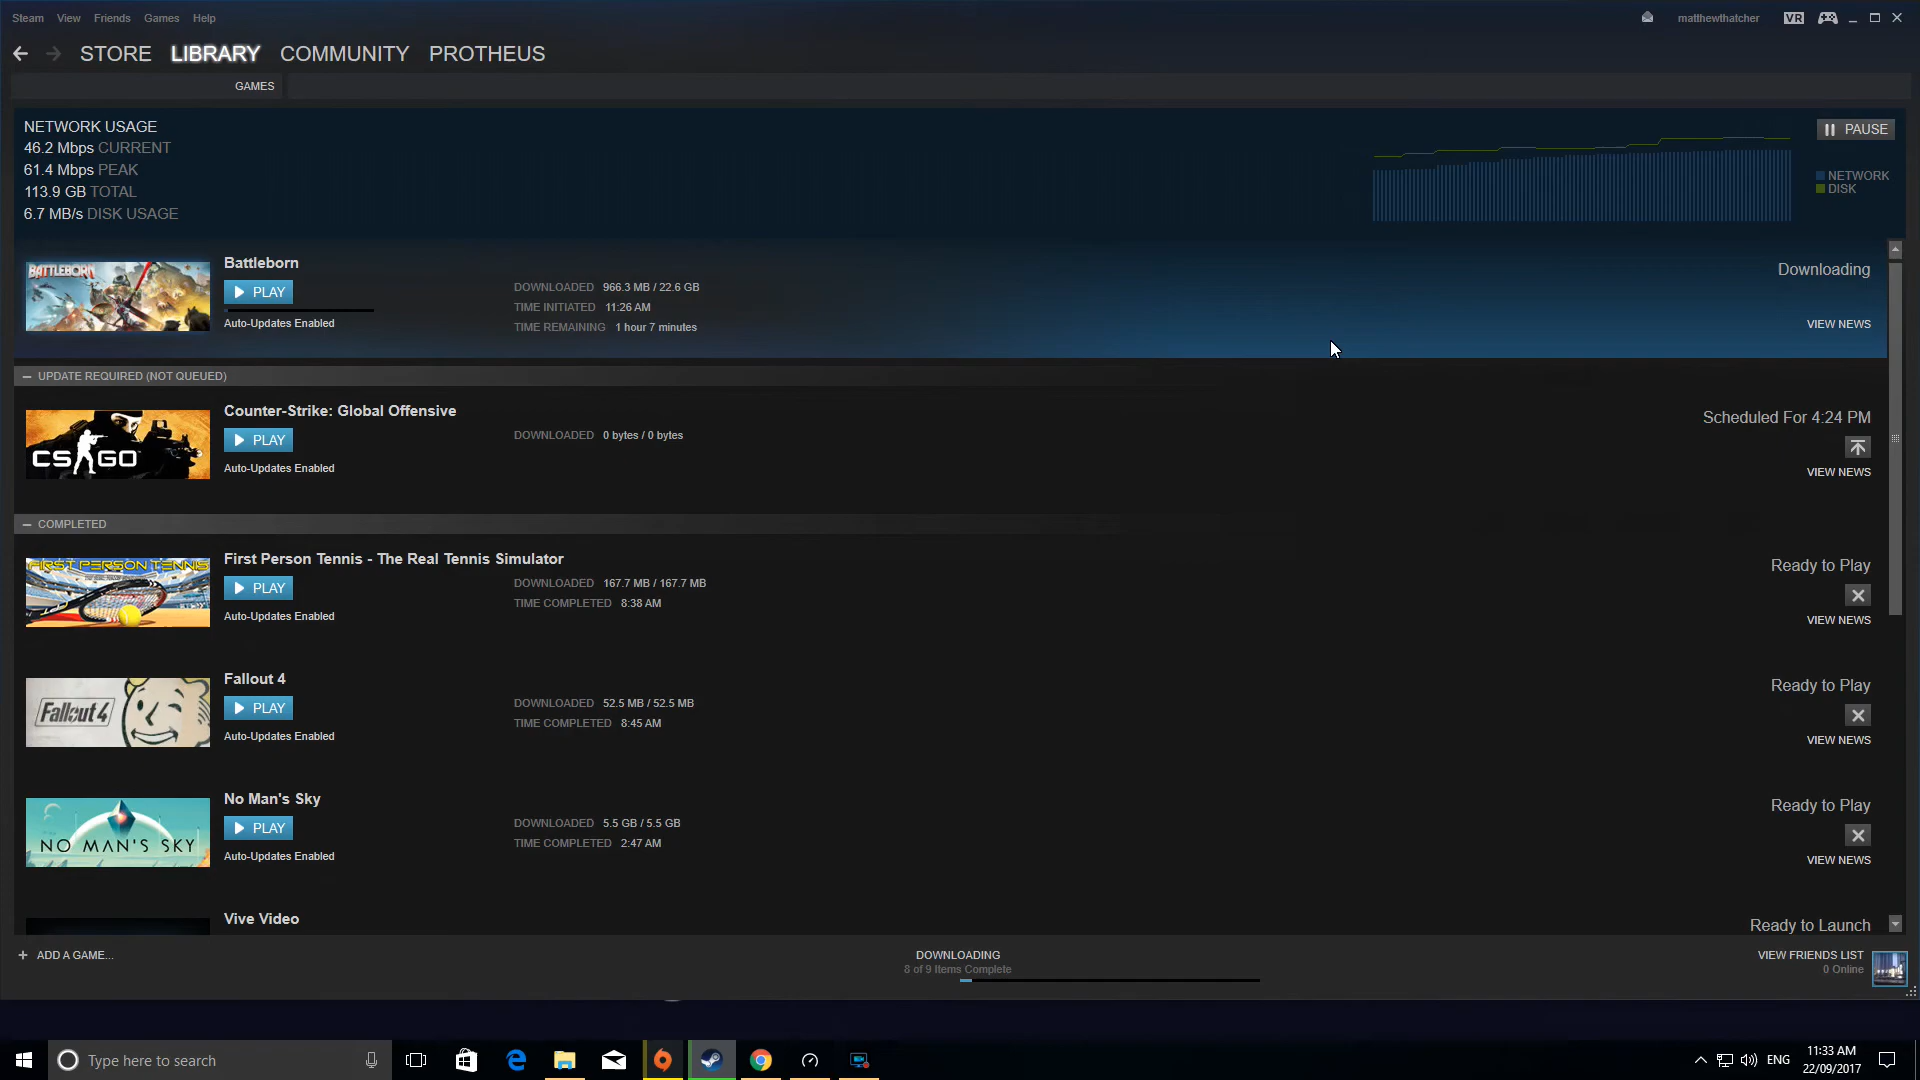 Steam View Friends Games Help
matthewthatcher VR
STORE LIBRARY COMMUNITY PROTHEUS
GAMES
NETWORK USAGE
46.2 Mbps CURRENT
61.4 Mbps PEAK
113.9 GB TOTAL
6.7 MB/s DISK USAGE
PAUSE
NETWORK
DISK
BATTLEBORN
Battleborn
PLAY
Auto-Updates Enabled
DOWNLOADED 966.3 MB / 22.6 GB
TIME INITIATED 11:26 AM
TIME REMAINING 1 hour 7 minutes
Downloading
VIEW NEWS
UPDATE REQUIRED (NOT QUEUED)
CS GO
Counter-Strike: Global Offensive
PLAY
Auto-Updates Enabled
DOWNLOADED 0 bytes / 0 bytes
Scheduled For 4:24 PM
VIEW NEWS
COMPLETED
FIRST PERSON TENNIS
First Person Tennis - The Real Tennis Simulator
PLAY
Auto-Updates Enabled
DOWNLOADED 167.7 MB / 167.7 MB
TIME COMPLETED 8:38 AM
Ready to Play
VIEW NEWS
Fallout 4
Fallout 4
PLAY
Auto-Updates Enabled
DOWNLOADED 52.5 MB / 52.5 MB
TIME COMPLETED 8:45 AM
Ready to Play
VIEW NEWS
NO MAN'S SKY
No Man's Sky
PLAY
Auto-Updates Enabled
DOWNLOADED 5.5 GB / 5.5 GB
TIME COMPLETED 2:47 AM
Ready to Play
VIEW NEWS
Vive Video
Ready to Launch
+ ADD A GAME...
DOWNLOADING
8 of 9 Items Complete
VIEW FRIENDS LIST
0 Online
Type here to search
ENG
11:33 AM
22/09/2017